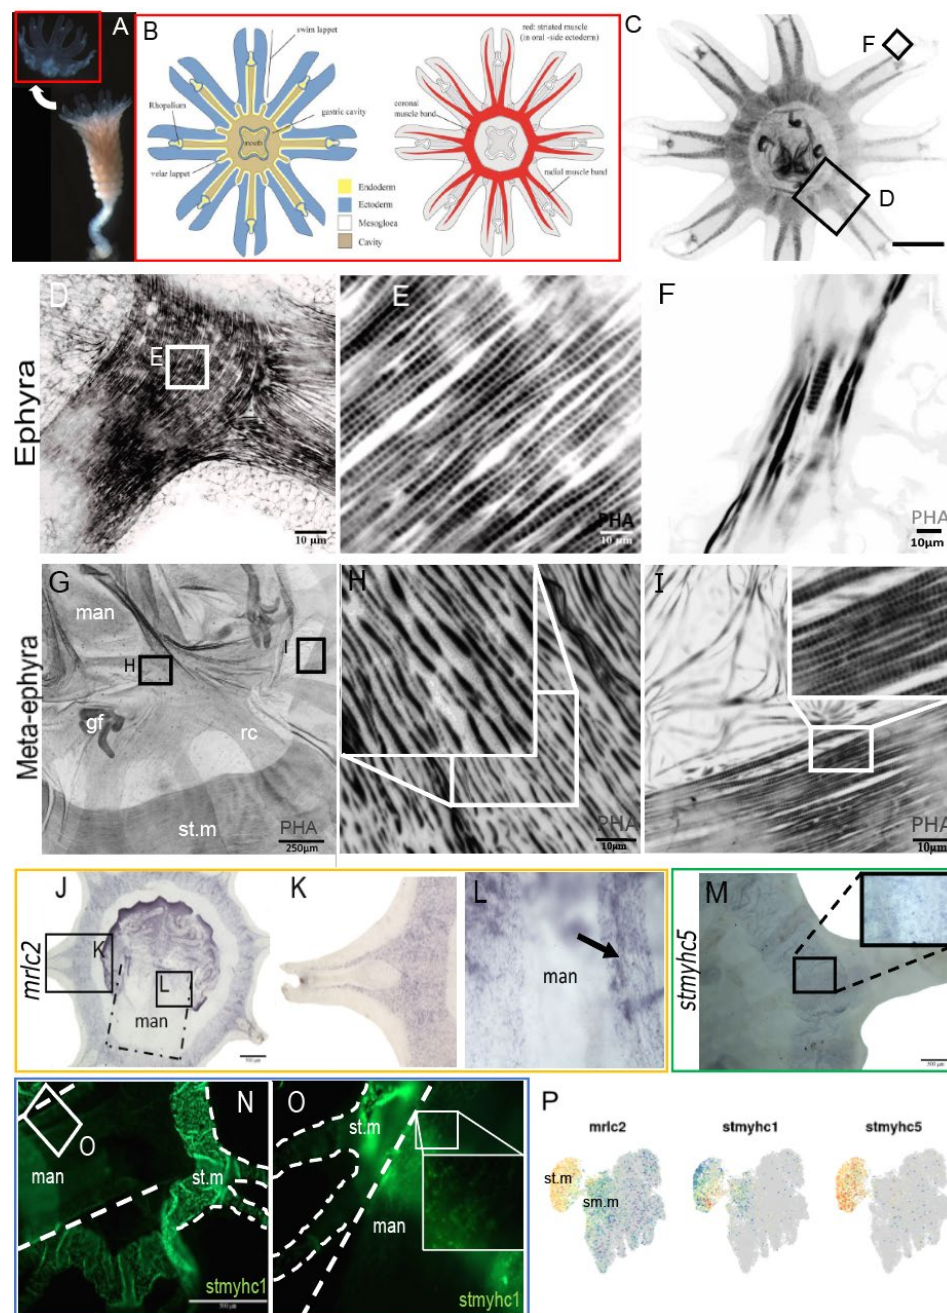 A
B
swim lappet
Rhopalium
gastric cavity
mouth
velar lappet
Endoderm
Ectoderm
Mesogloea
Cavity
red: striated muscle
(in oral -side ectoderm)
coronal
muscle band
radial muscle band
C
F
D
Ephyra
D
E
10 µm
E
PHA
10 µm
F
PHA
10µm
Meta-ephyra
G
man
H
I
gf
rc
st.m
PHA
250µm
H
PHA
10µm
I
PHA
10µm
mrlc2
J
K
L
man
K
L
man
stmyhc5
M
N
O
man
st.m
stmyhc1
O
st.m
man
stmyhc1
P
mrlc2
stmyhc1
stmyhc5
st.m
sm.m